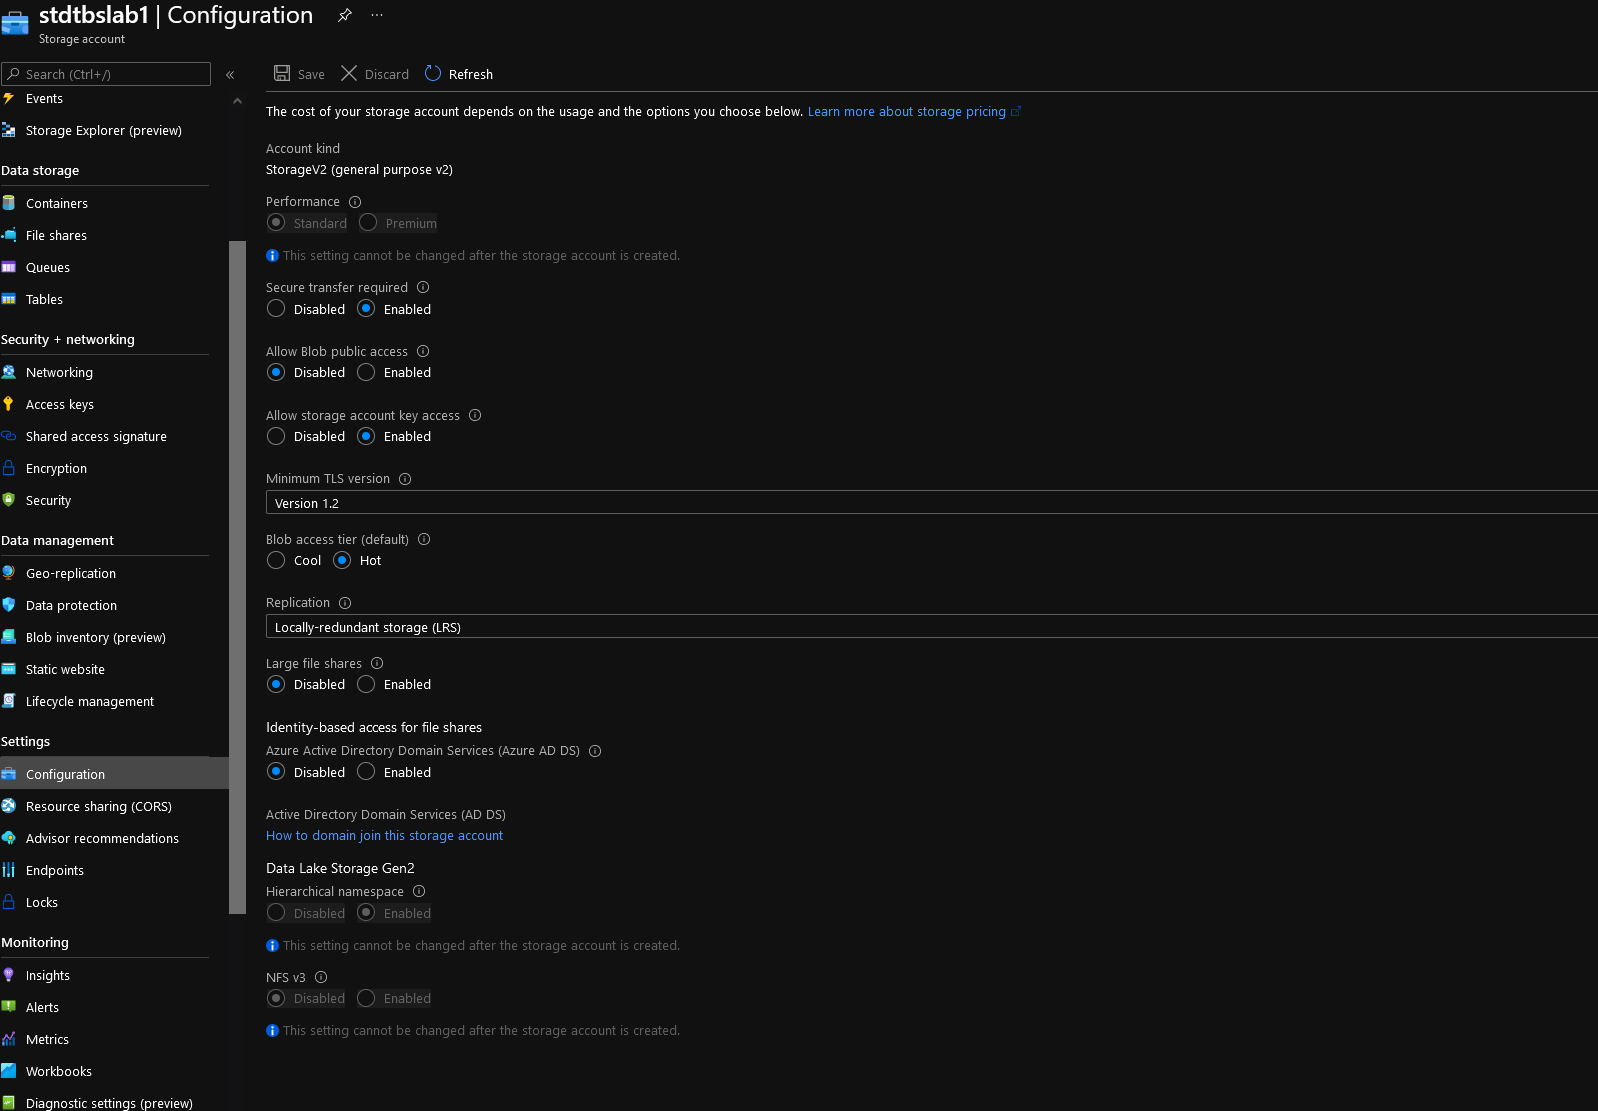 stdtbslab1 | Configuration
Storage account
Search (Ctrl+/)
«
Save Discard Refresh
Events
Storage Explorer (preview)
Data storage
Containers
File shares
Queues
Tables
Security + networking
Networking
Access keys
Shared access signature
Encryption
Security
Data management
Geo-replication
Data protection
Blob inventory (preview)
Static website
Lifecycle management
Settings
Configuration
Resource sharing (CORS)
Advisor recommendations
Endpoints
Locks
Monitoring
Insights
Alerts
Metrics
Workbooks
Diagnostic settings (preview)
The cost of your storage account depends on the usage and the options you choose below. Learn more about storage pricing
Account kind
StorageV2 (general purpose v2)
Performance
Standard Premium
This setting cannot be changed after the storage account is created.
Secure transfer required
Disabled Enabled
Allow Blob public access
Disabled Enabled
Allow storage account key access
Disabled Enabled
Minimum TLS version
Version 1.2
Blob access tier (default)
Cool Hot
Replication
Locally-redundant storage (LRS)
Large file shares
Disabled Enabled
Identity-based access for file shares
Azure Active Directory Domain Services (Azure AD DS)
Disabled Enabled
Active Directory Domain Services (AD DS)
How to domain join this storage account
Data Lake Storage Gen2
Hierarchical namespace
Disabled Enabled
This setting cannot be changed after the storage account is created.
NFS v3
Disabled Enabled
This setting cannot be changed after the storage account is created.